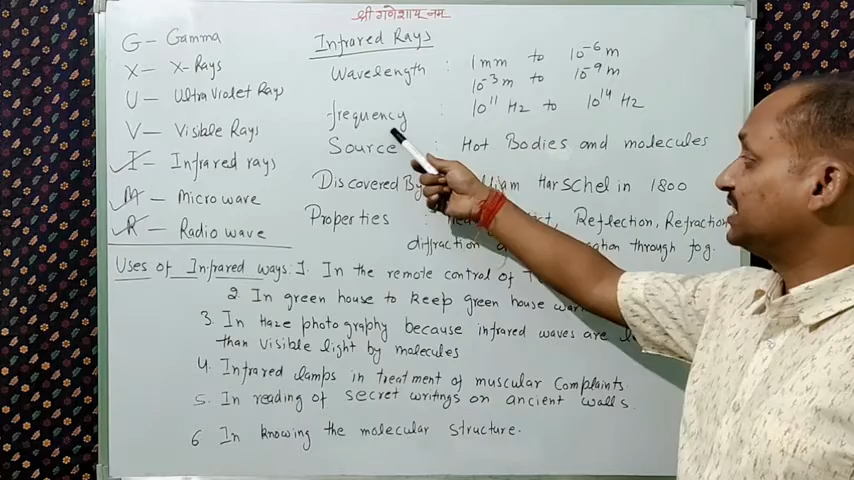 श्री गणेशाय नमः
G - Gamma
X - X-Rays
U - Ultra Violet Rays
V - Visible Rays
I - Infrared rays
M - Micro wave
R - Radio wave
Infrared Rays
Wavelength : 1mm to 10⁻⁶ m
10⁻³ m to 10⁻⁹ m
frequency : 10¹¹ Hz to 10¹⁴ Hz
Source : Hot Bodies and molecules
Discovered By Harschel in 1800
Properties Reflection, Refraction
diffraction through fog.
Uses of Infrared ways: 1. In the remote control of
2. In green house to keep green house
3. In Haze photography because infrared waves are
than visible light by molecules
4. Infrared lamps in treatment of muscular complaints
5. In reading of secret writings on ancient walls.
6 In knowing the molecular structure.